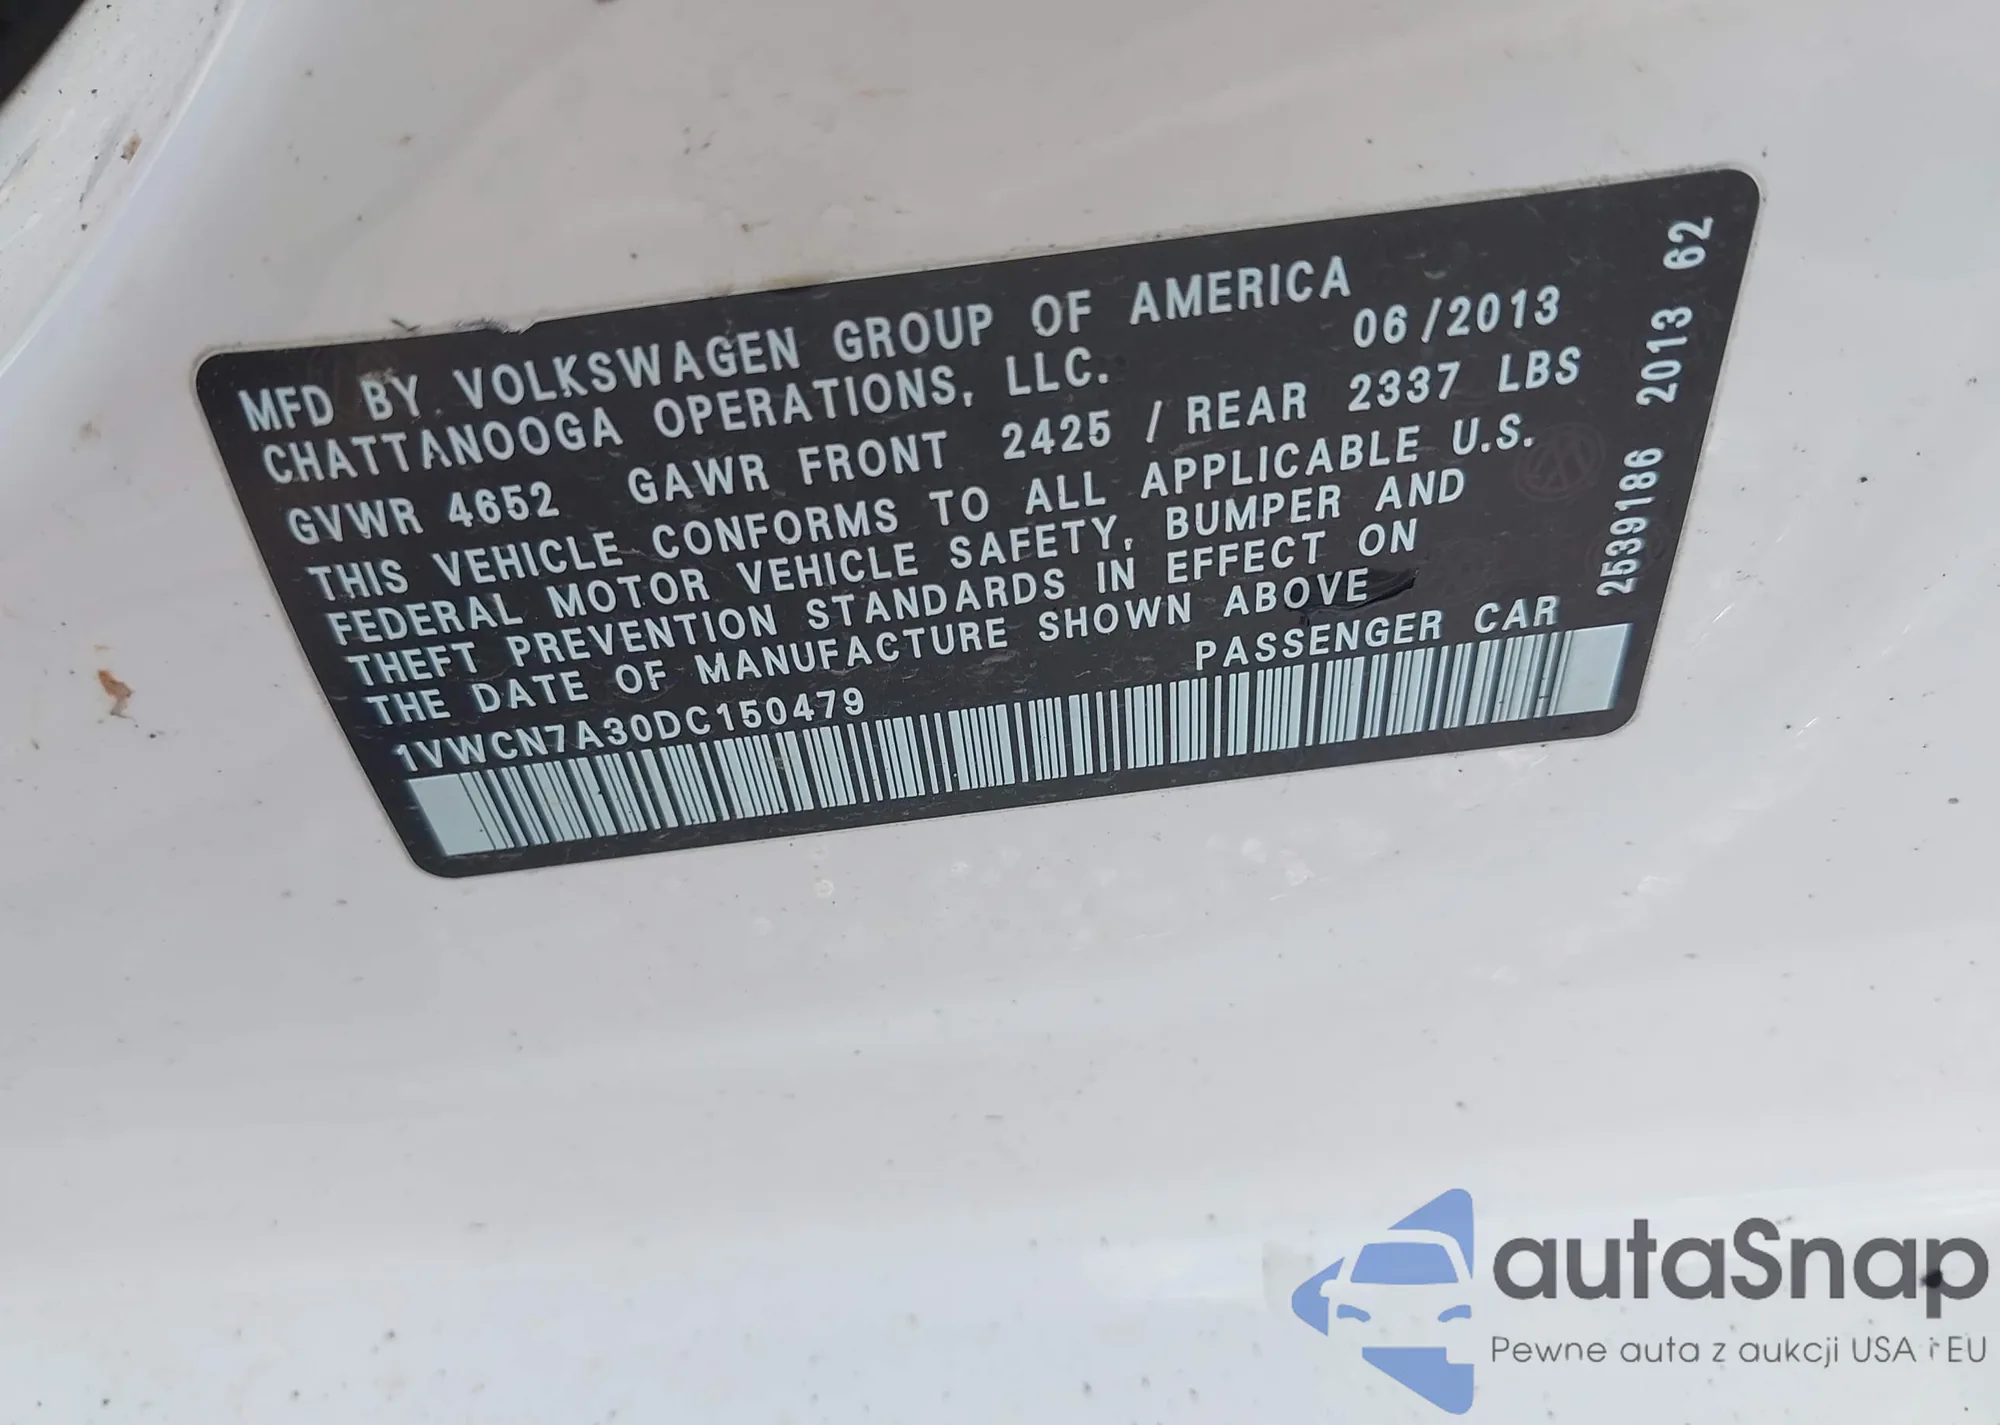 MFD BY VOLKSWAGEN GROUP OF AMERICA
CHATTANOOGA OPERATIONS, LLC. 06/2013
GVWR 4652 GAWR FRONT 2425 / REAR 2337 LBS
THIS VEHICLE CONFORMS TO ALL APPLICABLE U.S.
FEDERAL MOTOR VEHICLE SAFETY, BUMPER AND
THEFT PREVENTION STANDARDS IN EFFECT ON
THE DATE OF MANUFACTURE SHOWN ABOVE
1VWCN7A30DC150479 PASSENGER CAR
2539186 2013 62
autaSnap
Pewne auta z aukcji USA i EU